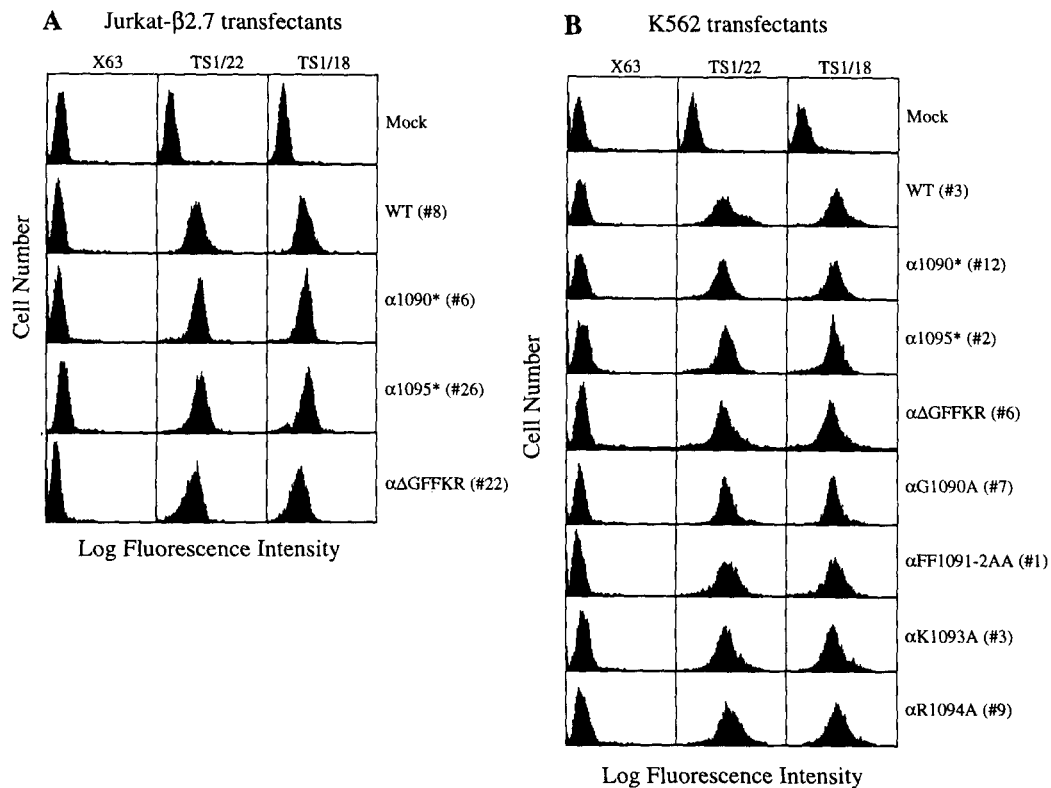 A Jurkat-β2.7 transfectants
X63 TS1/22 TS1/18
Mock
WT (#8)
α1090* (#6)
α1095* (#26)
αΔGFFKR (#22)
Cell Number
Log Fluorescence Intensity
B K562 transfectants
X63 TS1/22 TS1/18
Mock
WT (#3)
α1090* (#12)
α1095* (#2)
αΔGFFKR (#6)
αG1090A (#7)
αFF1091-2AA (#1)
αK1093A (#3)
αR1094A (#9)
Cell Number
Log Fluorescence Intensity